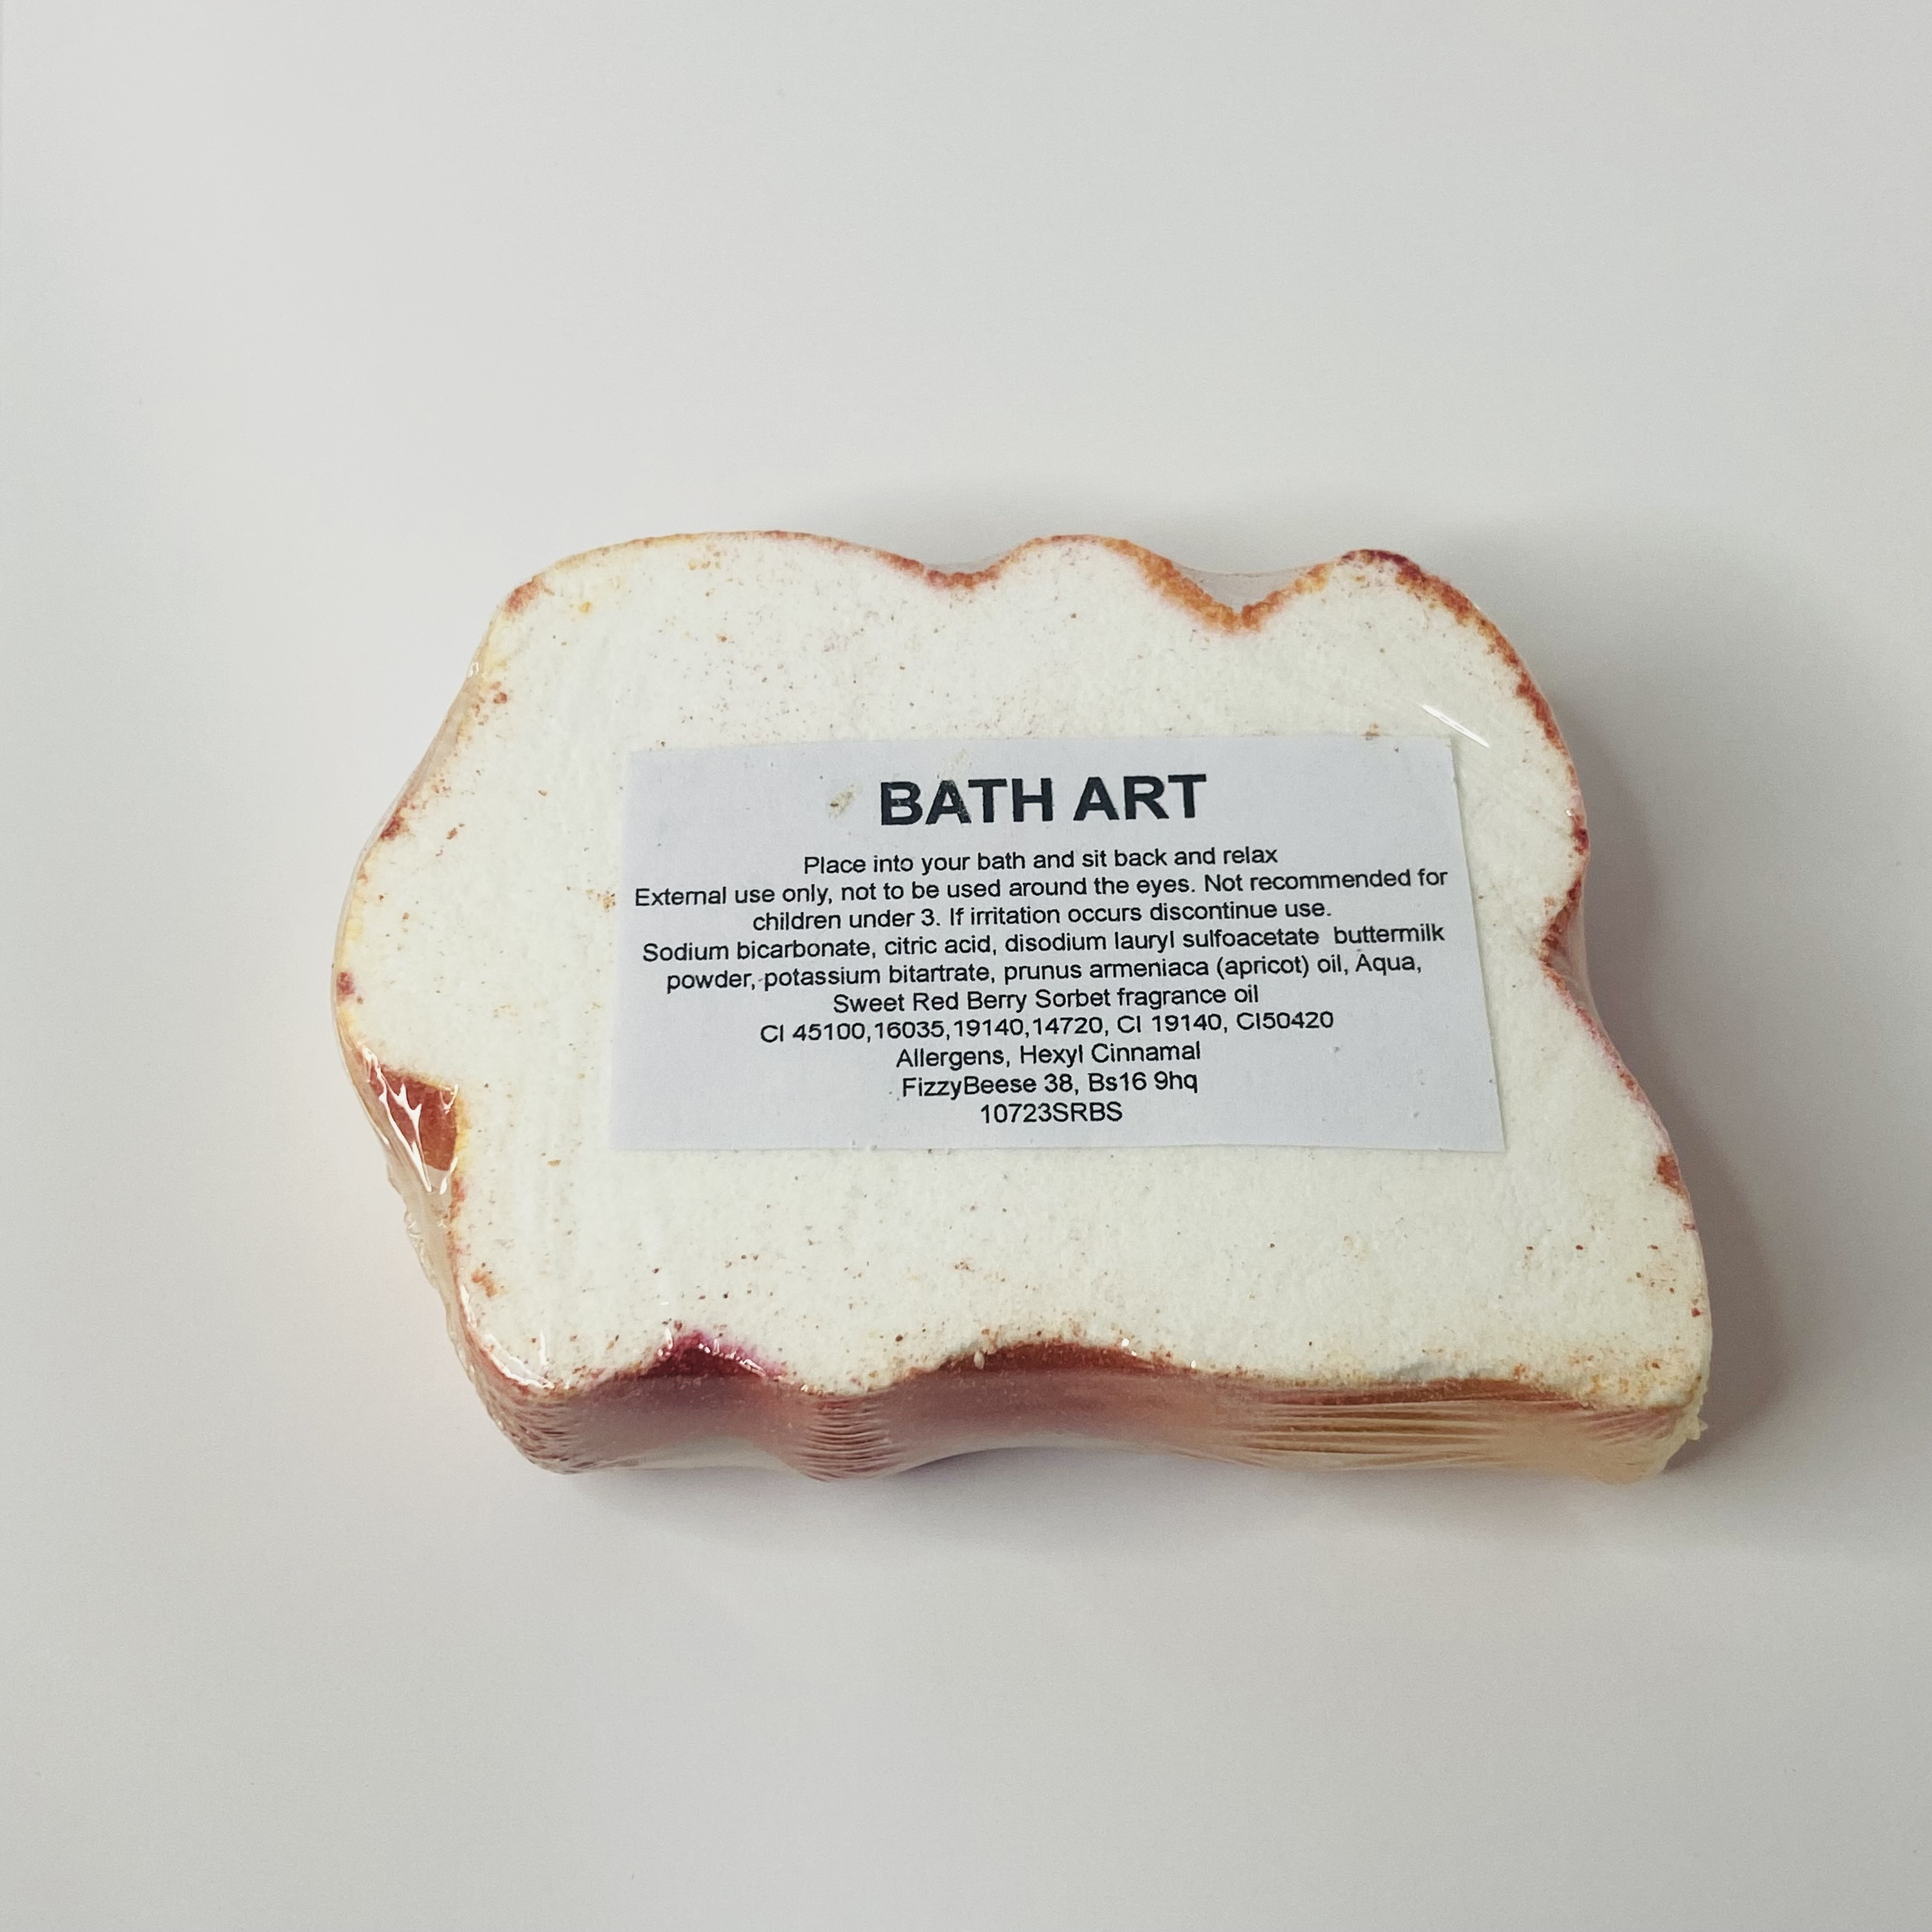 BATH ART
Place into your bath and sit back and relax
External use only, not to be used around the eyes. Not recommended for
children under 3. If irritation occurs discontinue use.
Sodium bicarbonate, citric acid, disodium lauryl sulfoacetate  buttermilk
powder, potassium bitartrate, prunus armeniaca (apricot) oil, Aqua,
Sweet Red Berry Sorbet fragrance oil
CI 45100,16035,19140,14720, CI 19140, CI50420
Allergens, Hexyl Cinnamal
FizzyBeese 38, Bs16 9hq
10723SRBS